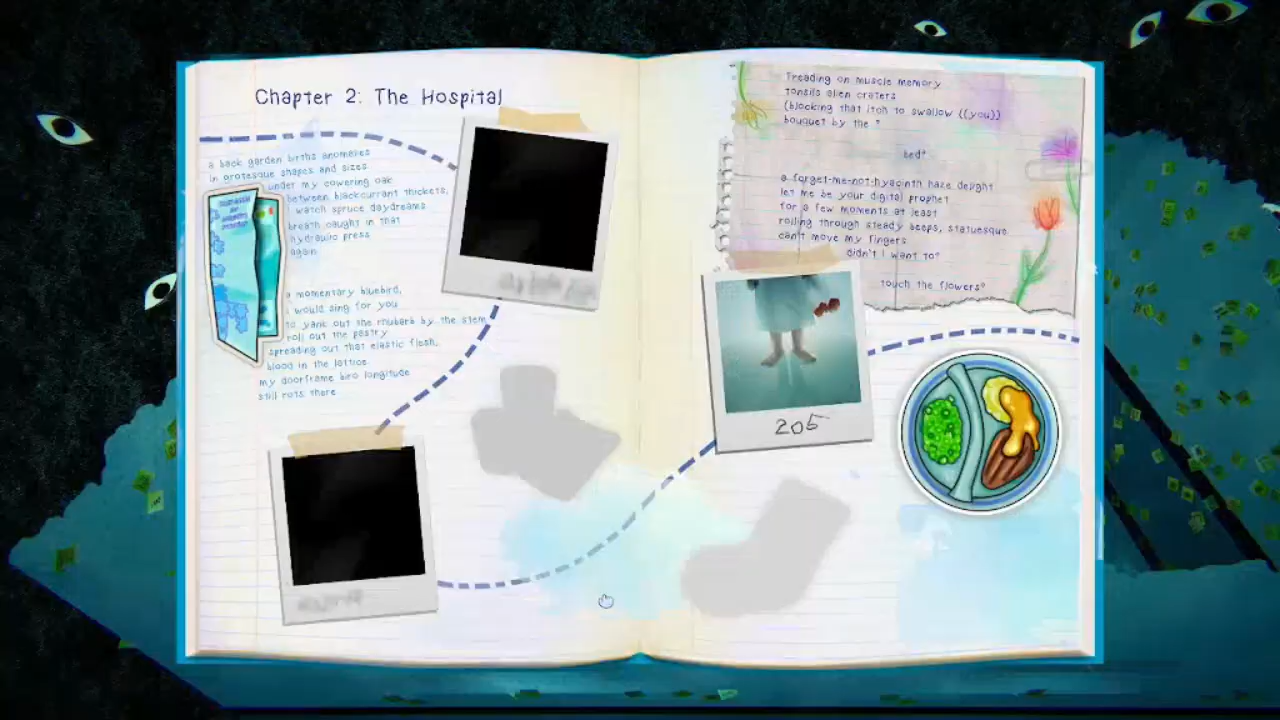 Chapter 2: The Hospital
a back garden births anomalies
in grotesque shapes and sizes
under my cowering oak
between blackcurrant thickets,
i watch spruce daydreams
breath caught in that
hydraulic press
again
a momentary bluebird,
i would sing for you
to yank out the rhubarb by the stem
roll out the pastry
spreading out that elastic flesh,
blood in the lattice
my doorframe biro longitude
still rots there
Treading on muscle memory
tonsils alien craters
(blocking that itch to swallow ((you))
bouquet by the ?
bed?
a forget-me-not-hyacinth haze delight
let me be your digital prophet
for a few moments at least
rolling through steady beeps, statuesque
can't move my fingers
didn't I want to?
touch the flowers?
205